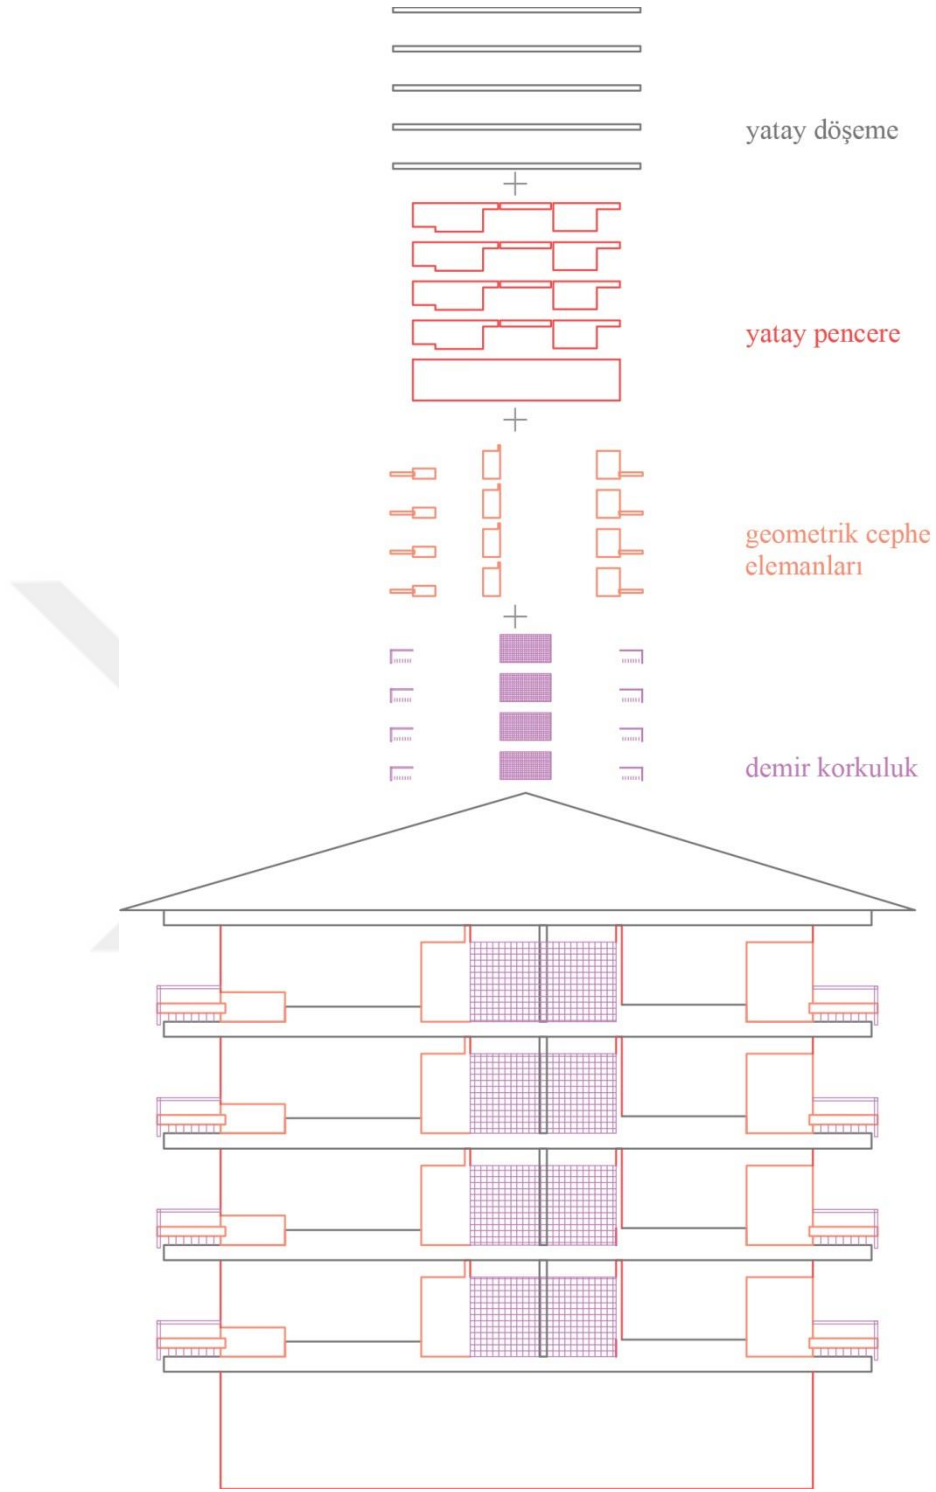 yatay döşeme
yatay pencere
geometrik cephe
elemanları
demir korkuluk